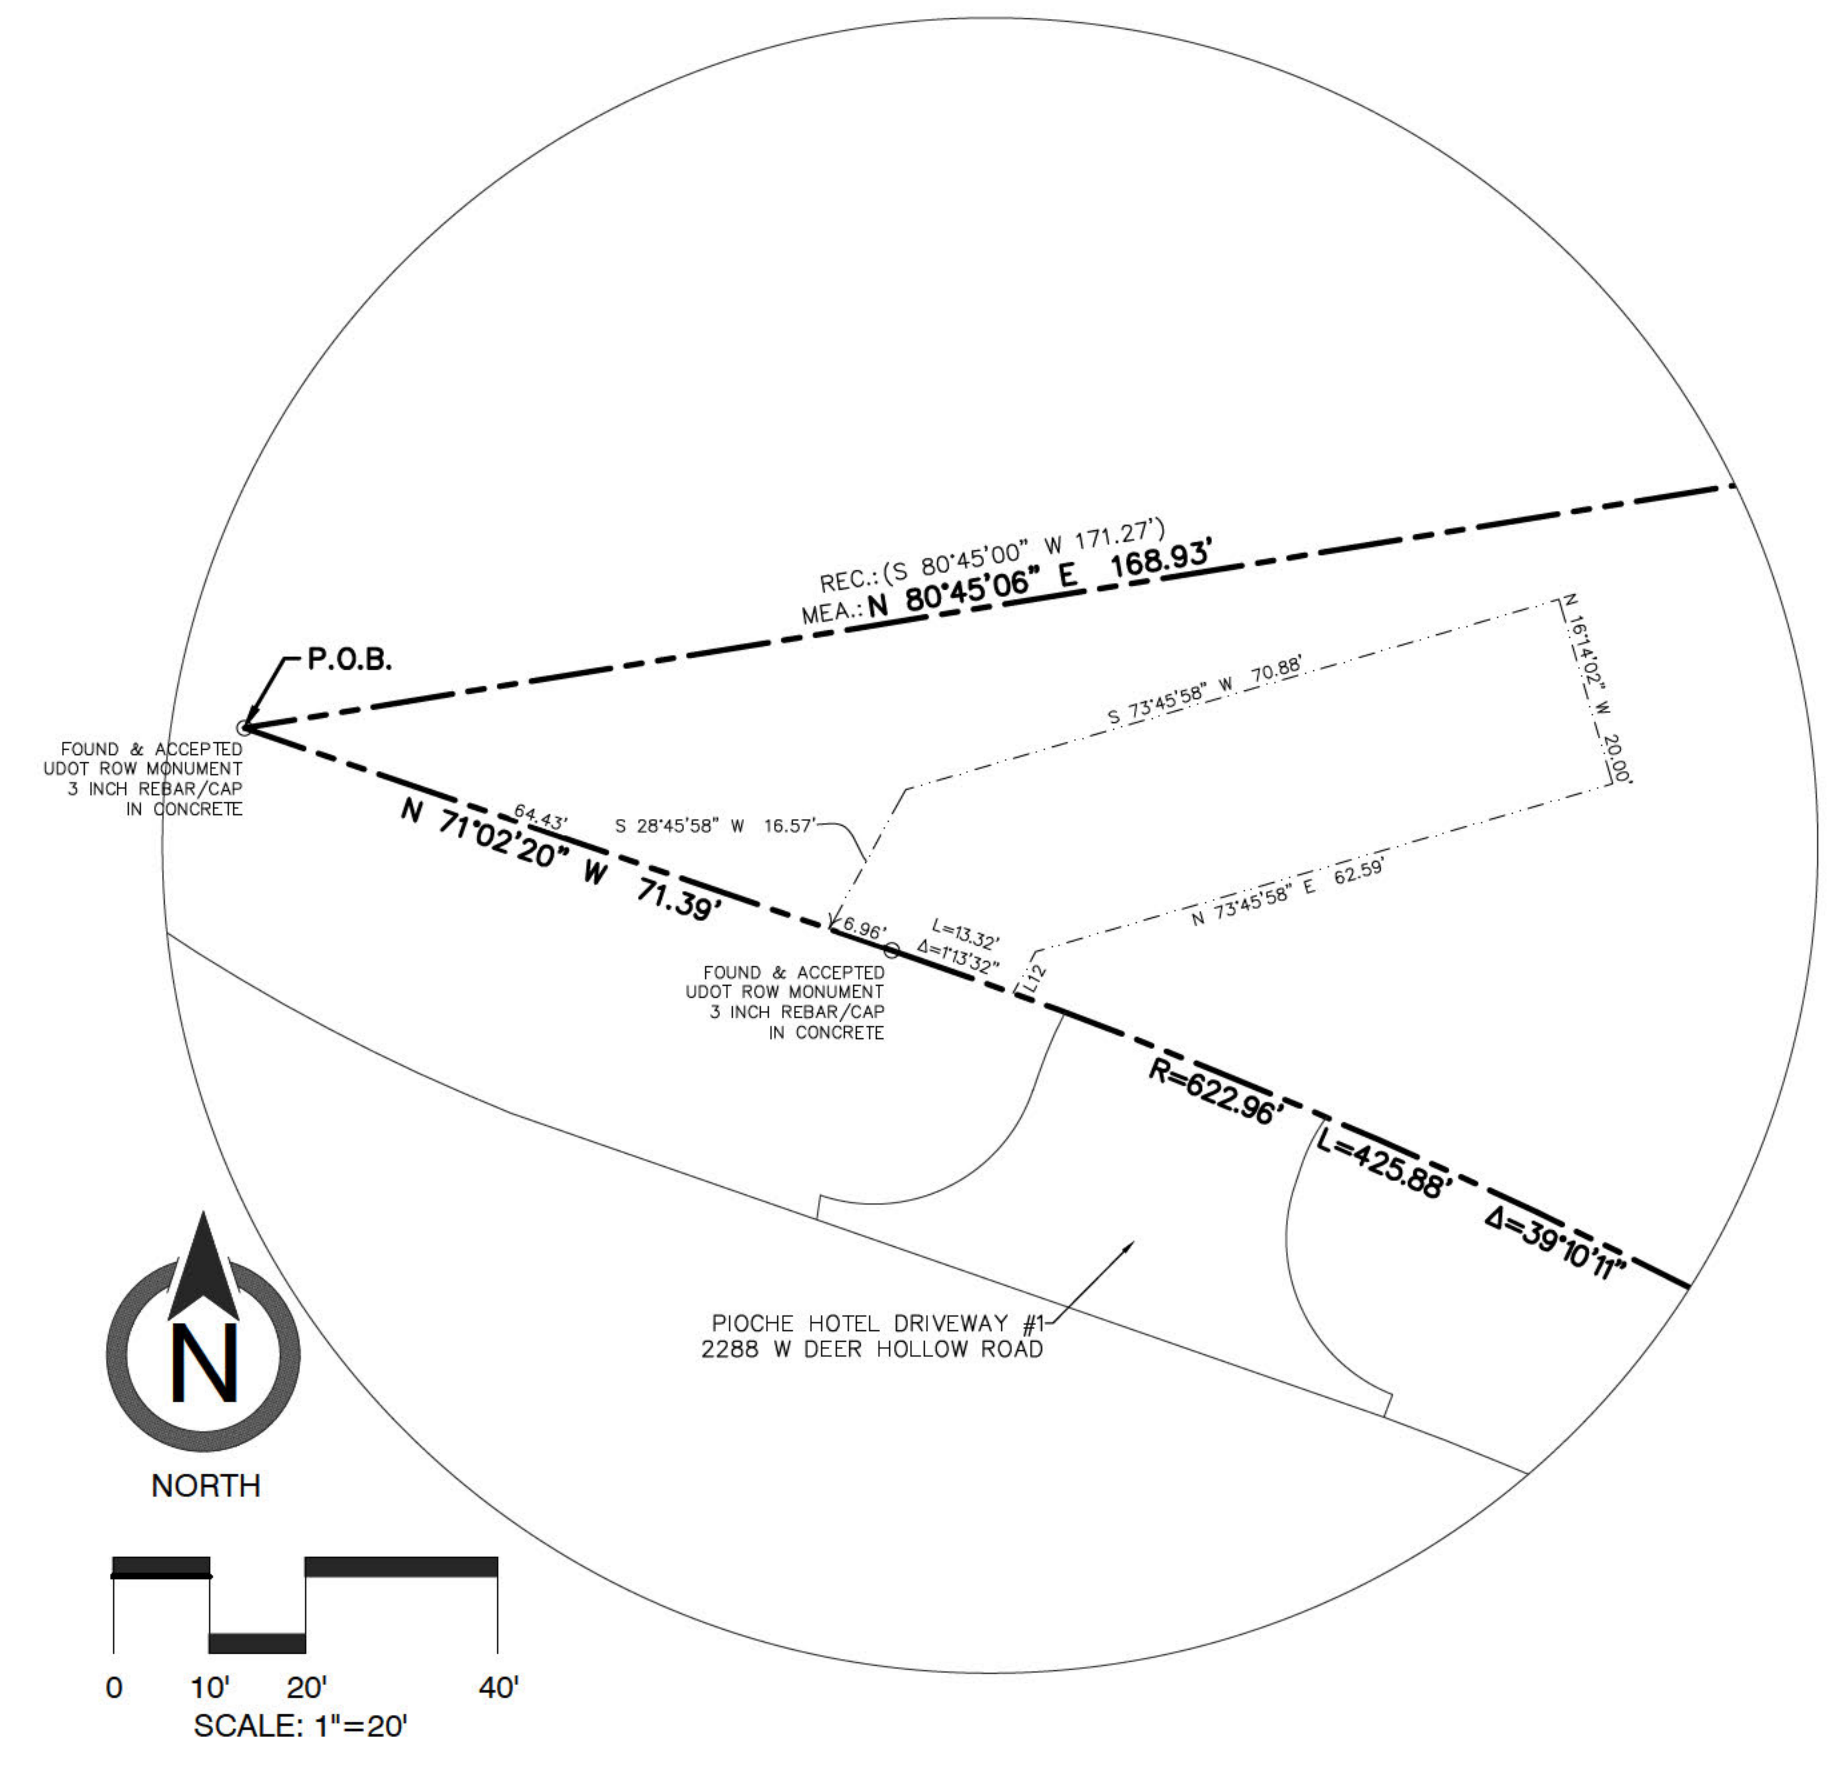 REC.:(S 80°45'00" W 171.27')
MEA.: N 80°45'06" E 168.93'
N 16°14'02" W 20.00'
P.O.B.
S 73°45'58" W 70.88'
FOUND & ACCEPTED
UDOT ROW MONUMENT
3 INCH REBAR/CAP
IN CONCRETE
64.43'
N 71°02'20" W 71.39'
S 28°45'58" W 16.57'
N 73°45'58" E 62.59'
6.96'
L=13.32'
Δ=1°13'32"
L12
FOUND & ACCEPTED
UDOT ROW MONUMENT
3 INCH REBAR/CAP
IN CONCRETE
R=622.96'
L=425.88'
Δ=39°10'11"
PIOCHE HOTEL DRIVEWAY #1
2288 W DEER HOLLOW ROAD
N
NORTH
0 10' 20' 40'
SCALE: 1"=20'